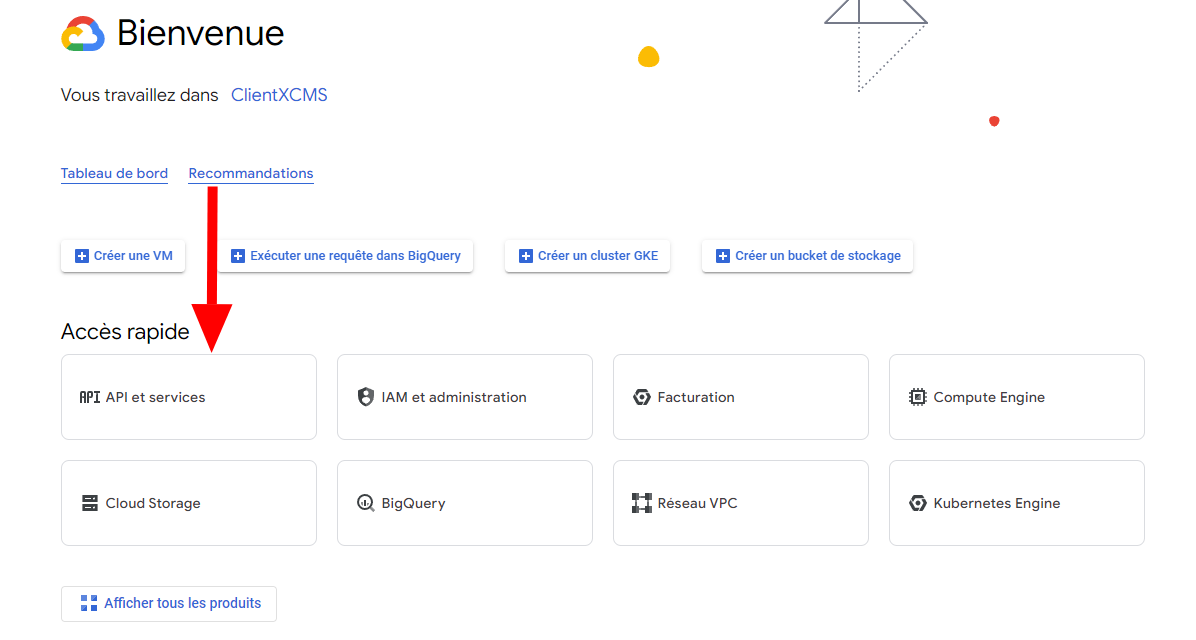 Bienvenue
Vous travaillez dans ClientXCMS
Tableau de bord Recommandations
Créer une VM Exécuter une requête dans BigQuery Créer un cluster GKE Créer un bucket de stockage
Accès rapide
API API et services IAM et administration Facturation Compute Engine
Cloud Storage BigQuery Réseau VPC Kubernetes Engine
Afficher tous les produits